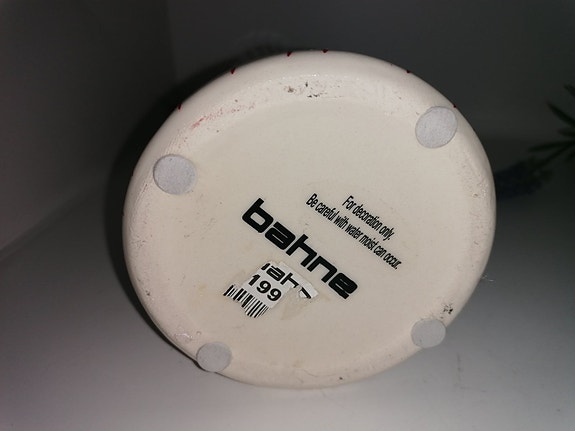 For decoration only.
Be careful with water moist can occur.
bahne
199